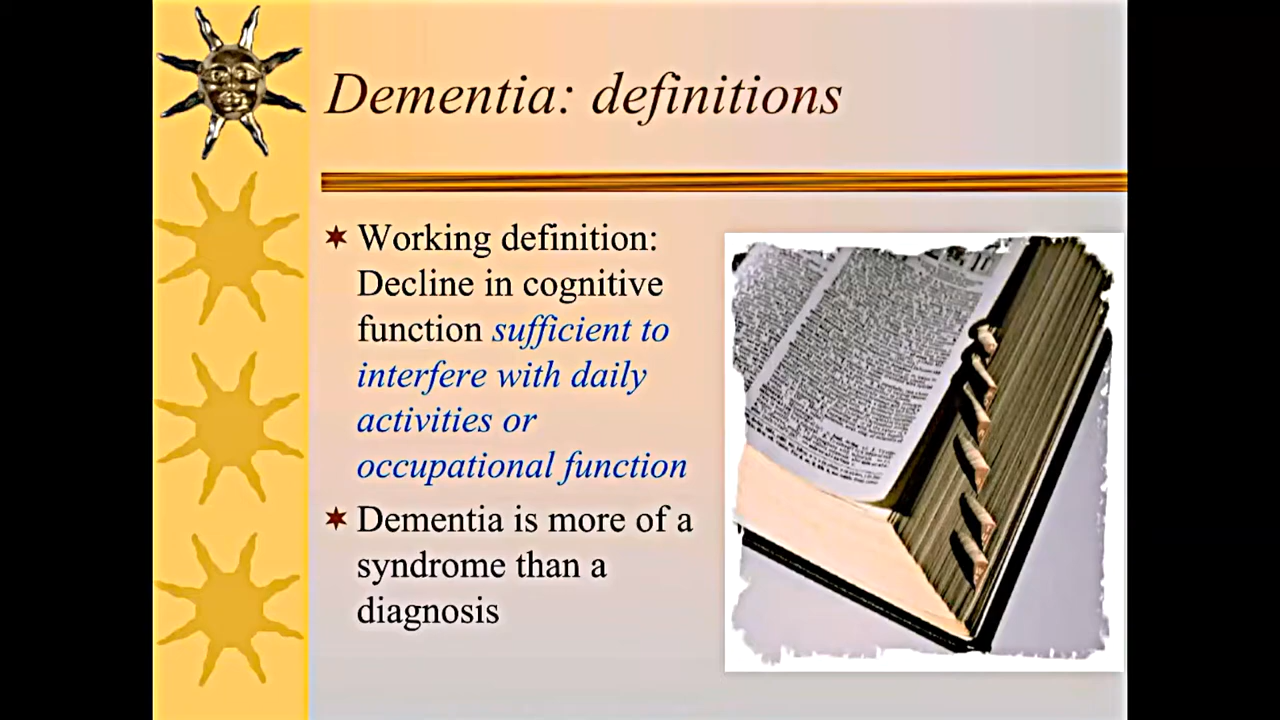 Dementia: definitions
Working definition:
Decline in cognitive
function sufficient to
interfere with daily
activities or
occupational function
Dementia is more of a
syndrome than a
diagnosis